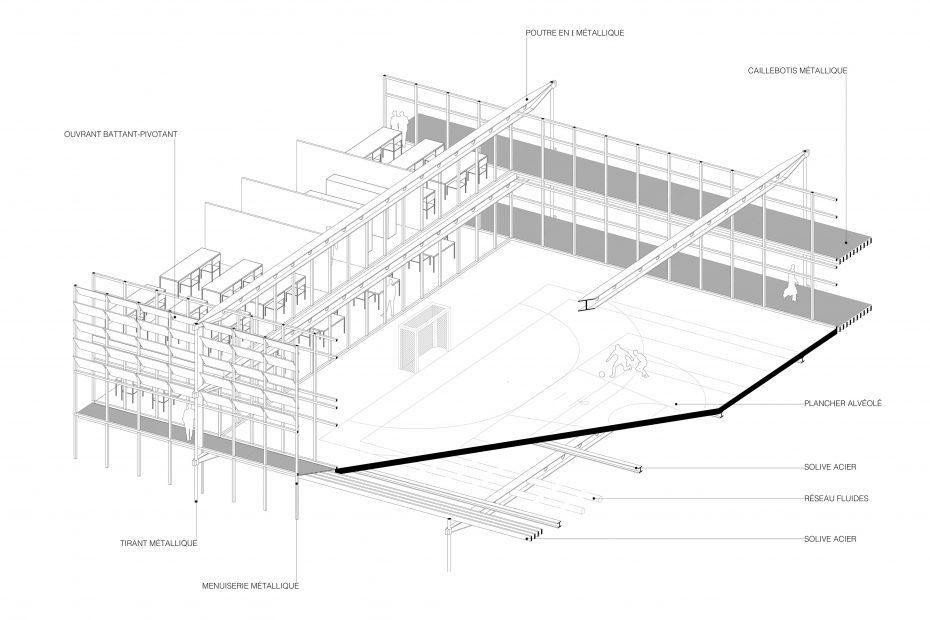 POUTRE EN I MÉTALLIQUE
CAILLEBOTIS MÉTALLIQUE
OUVRANT BATTANT-PIVOTANT
PLANCHER ALVÉOLÉ
SOLIVE ACIER
RÉSEAU FLUIDES
SOLIVE ACIER
TIRANT MÉTALLIQUE
MENUISERIE MÉTALLIQUE